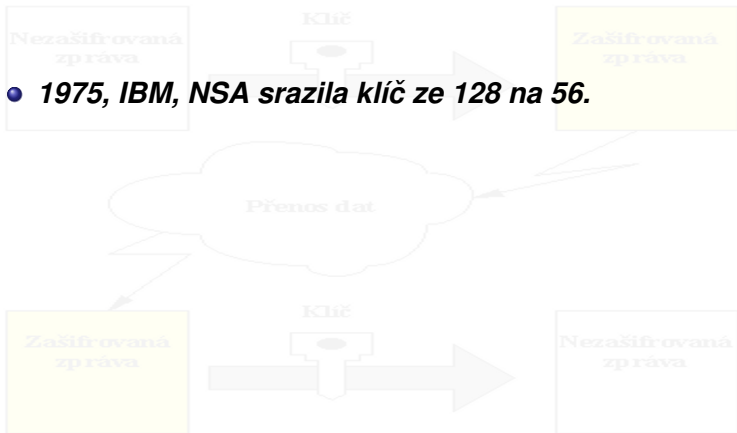 Klíč
Nezašifrovaná
zpráva
Zašifrovaná
zpráva
1975, IBM, NSA srazila klíč ze 128 na 56.
Přenos dat
Klíč
Zašifrovaná
zpráva
Nezašifrovaná
zpráva